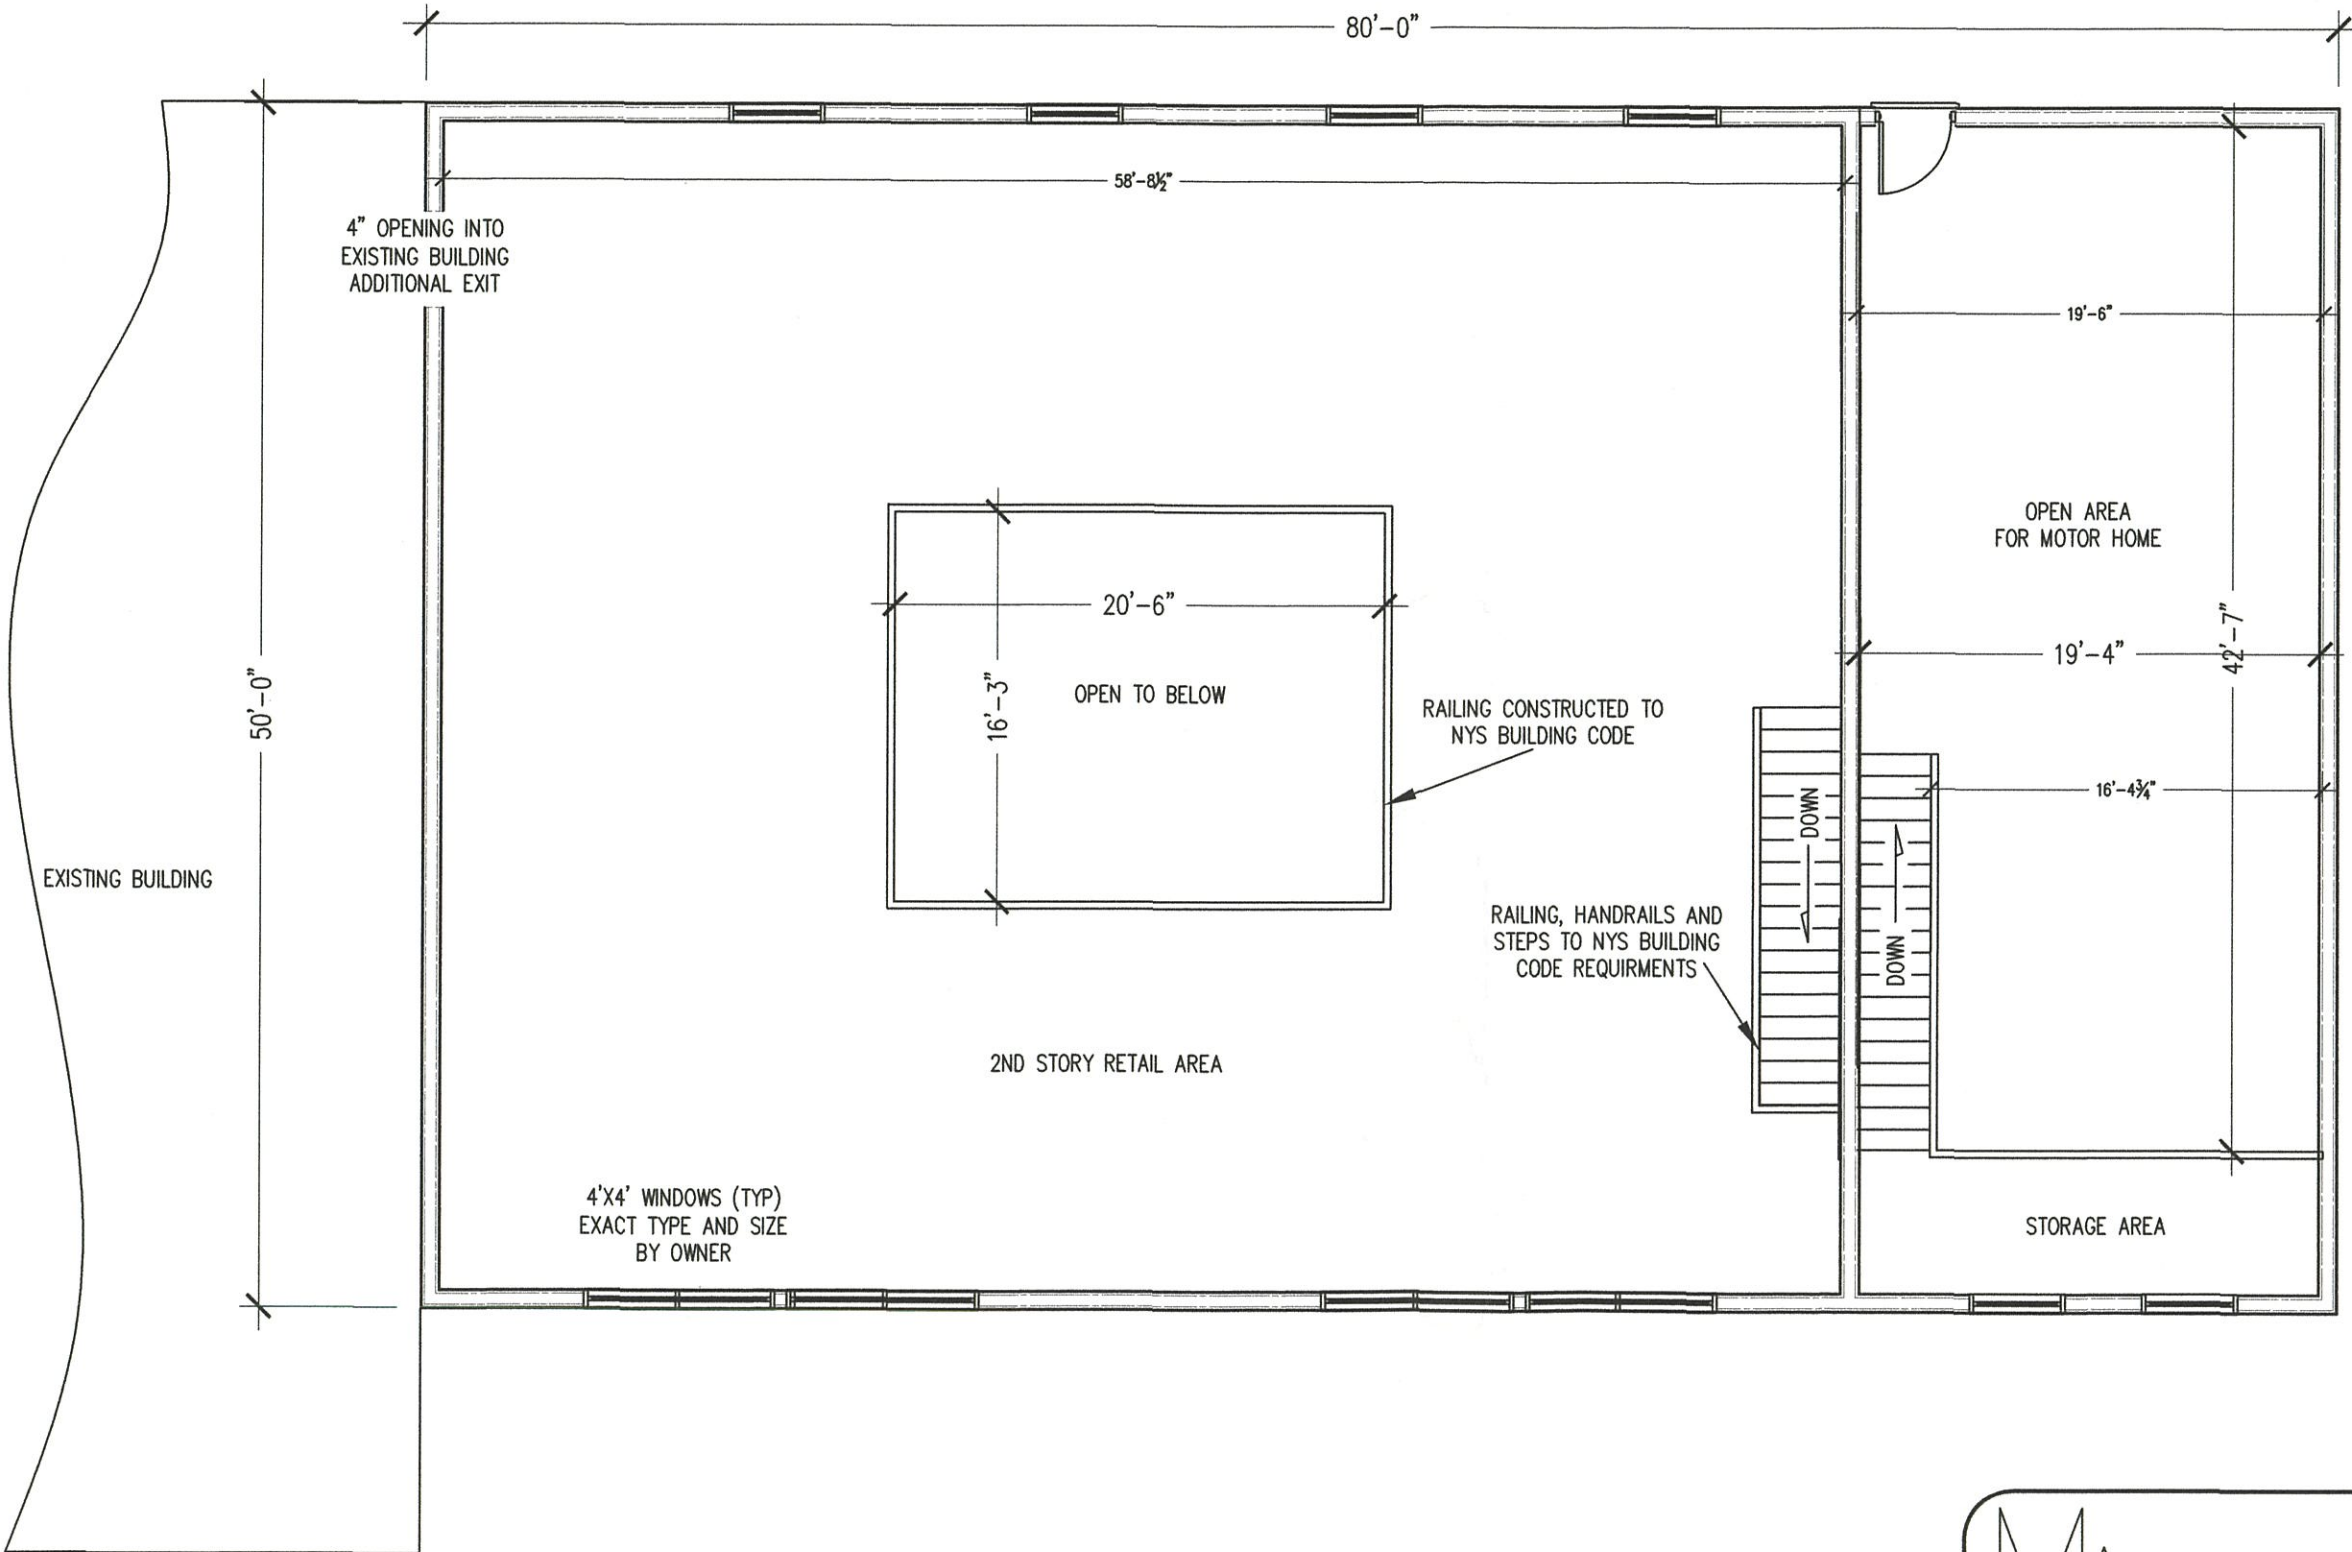 80'-0"
58'-8½"
4" OPENING INTO
EXISTING BUILDING
ADDITIONAL EXIT
19'-6"
OPEN AREA
FOR MOTOR HOME
20'-6"
16'-3"
OPEN TO BELOW
50'-0"
19'-4"
42'-7"
RAILING CONSTRUCTED TO
NYS BUILDING CODE
16'-4¾"
DOWN
DOWN
EXISTING BUILDING
RAILING, HANDRAILS AND
STEPS TO NYS BUILDING
CODE REQUIRMENTS
2ND STORY RETAIL AREA
4'X4' WINDOWS (TYP)
EXACT TYPE AND SIZE
BY OWNER
STORAGE AREA